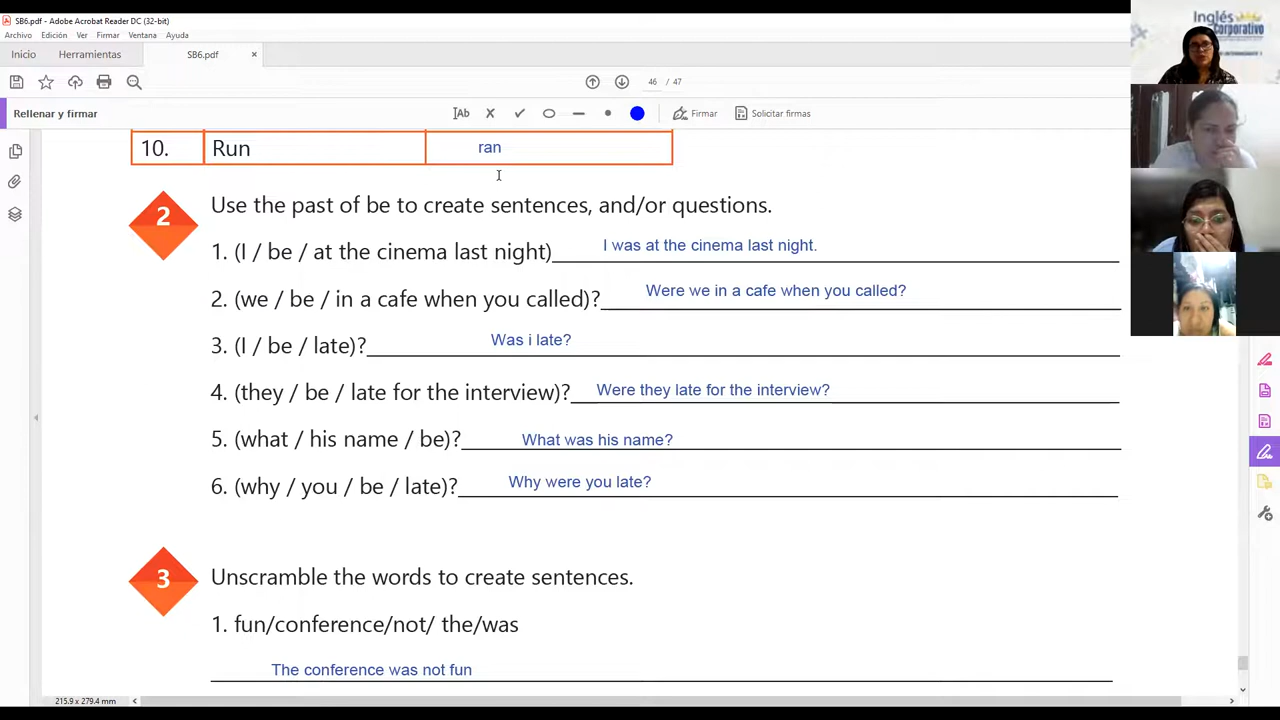 SB6.pdf - Adobe Acrobat Reader DC (32-bit)
Archivo Edición Ver Firmar Ventana Ayuda
Inicio Herramientas SB6.pdf ×
46 / 47
Rellenar y firmar
Ab
Firmar
Solicitar firmas
10. Run ran
2 Use the past of be to create sentences, and/or questions.
1. (I / be / at the cinema last night) I was at the cinema last night.
2. (we / be / in a cafe when you called)? Were we in a cafe when you called?
3. (I / be / late)? Was i late?
4. (they / be / late for the interview)? Were they late for the interview?
5. (what / his name / be)? What was his name?
6. (why / you / be / late)? Why were you late?
3 Unscramble the words to create sentences.
1. fun/conference/not/ the/was
The conference was not fun
215.9 x 279.4 mm
Inglés
Corporativo